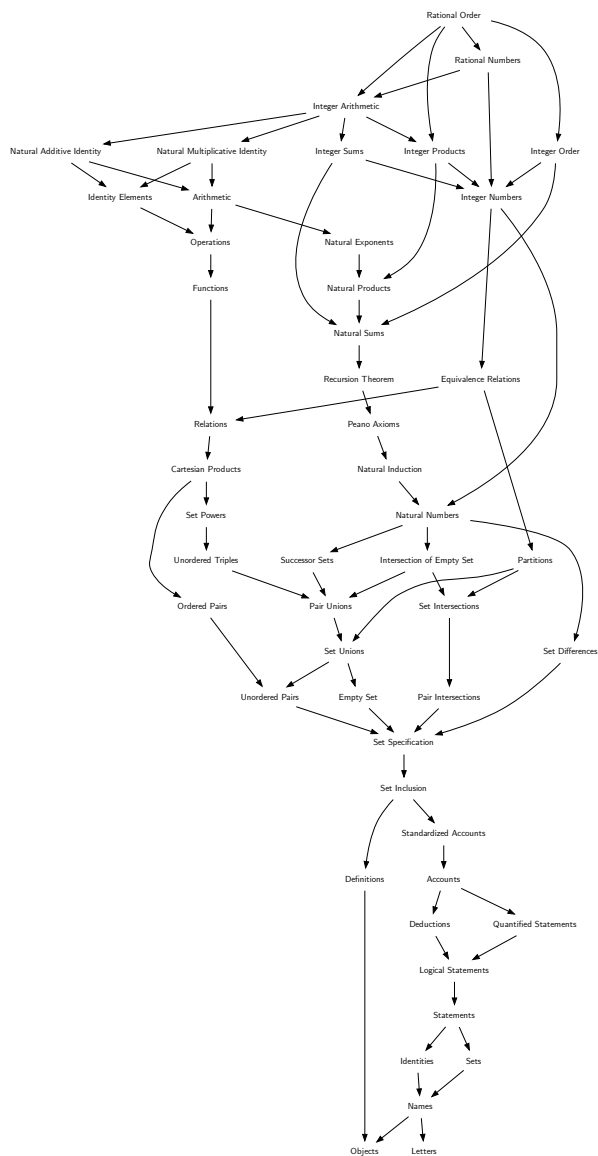 Rational Order
Rational Numbers
Integer Arithmetic
Natural Additive Identity
Natural Multiplicative Identity
Integer Sums
Integer Products
Integer Order
Identity Elements
Arithmetic
Integer Numbers
Operations
Natural Exponents
Functions
Natural Products
Natural Sums
Recursion Theorem
Equivalence Relations
Relations
Peano Axioms
Cartesian Products
Natural Induction
Set Powers
Natural Numbers
Unordered Triples
Successor Sets
Intersection of Empty Set
Partitions
Ordered Pairs
Pair Unions
Set Intersections
Set Unions
Set Differences
Unordered Pairs
Empty Set
Pair Intersections
Set Specification
Set Inclusion
Standardized Accounts
Definitions
Accounts
Deductions
Quantified Statements
Logical Statements
Statements
Identities
Sets
Names
Objects
Letters